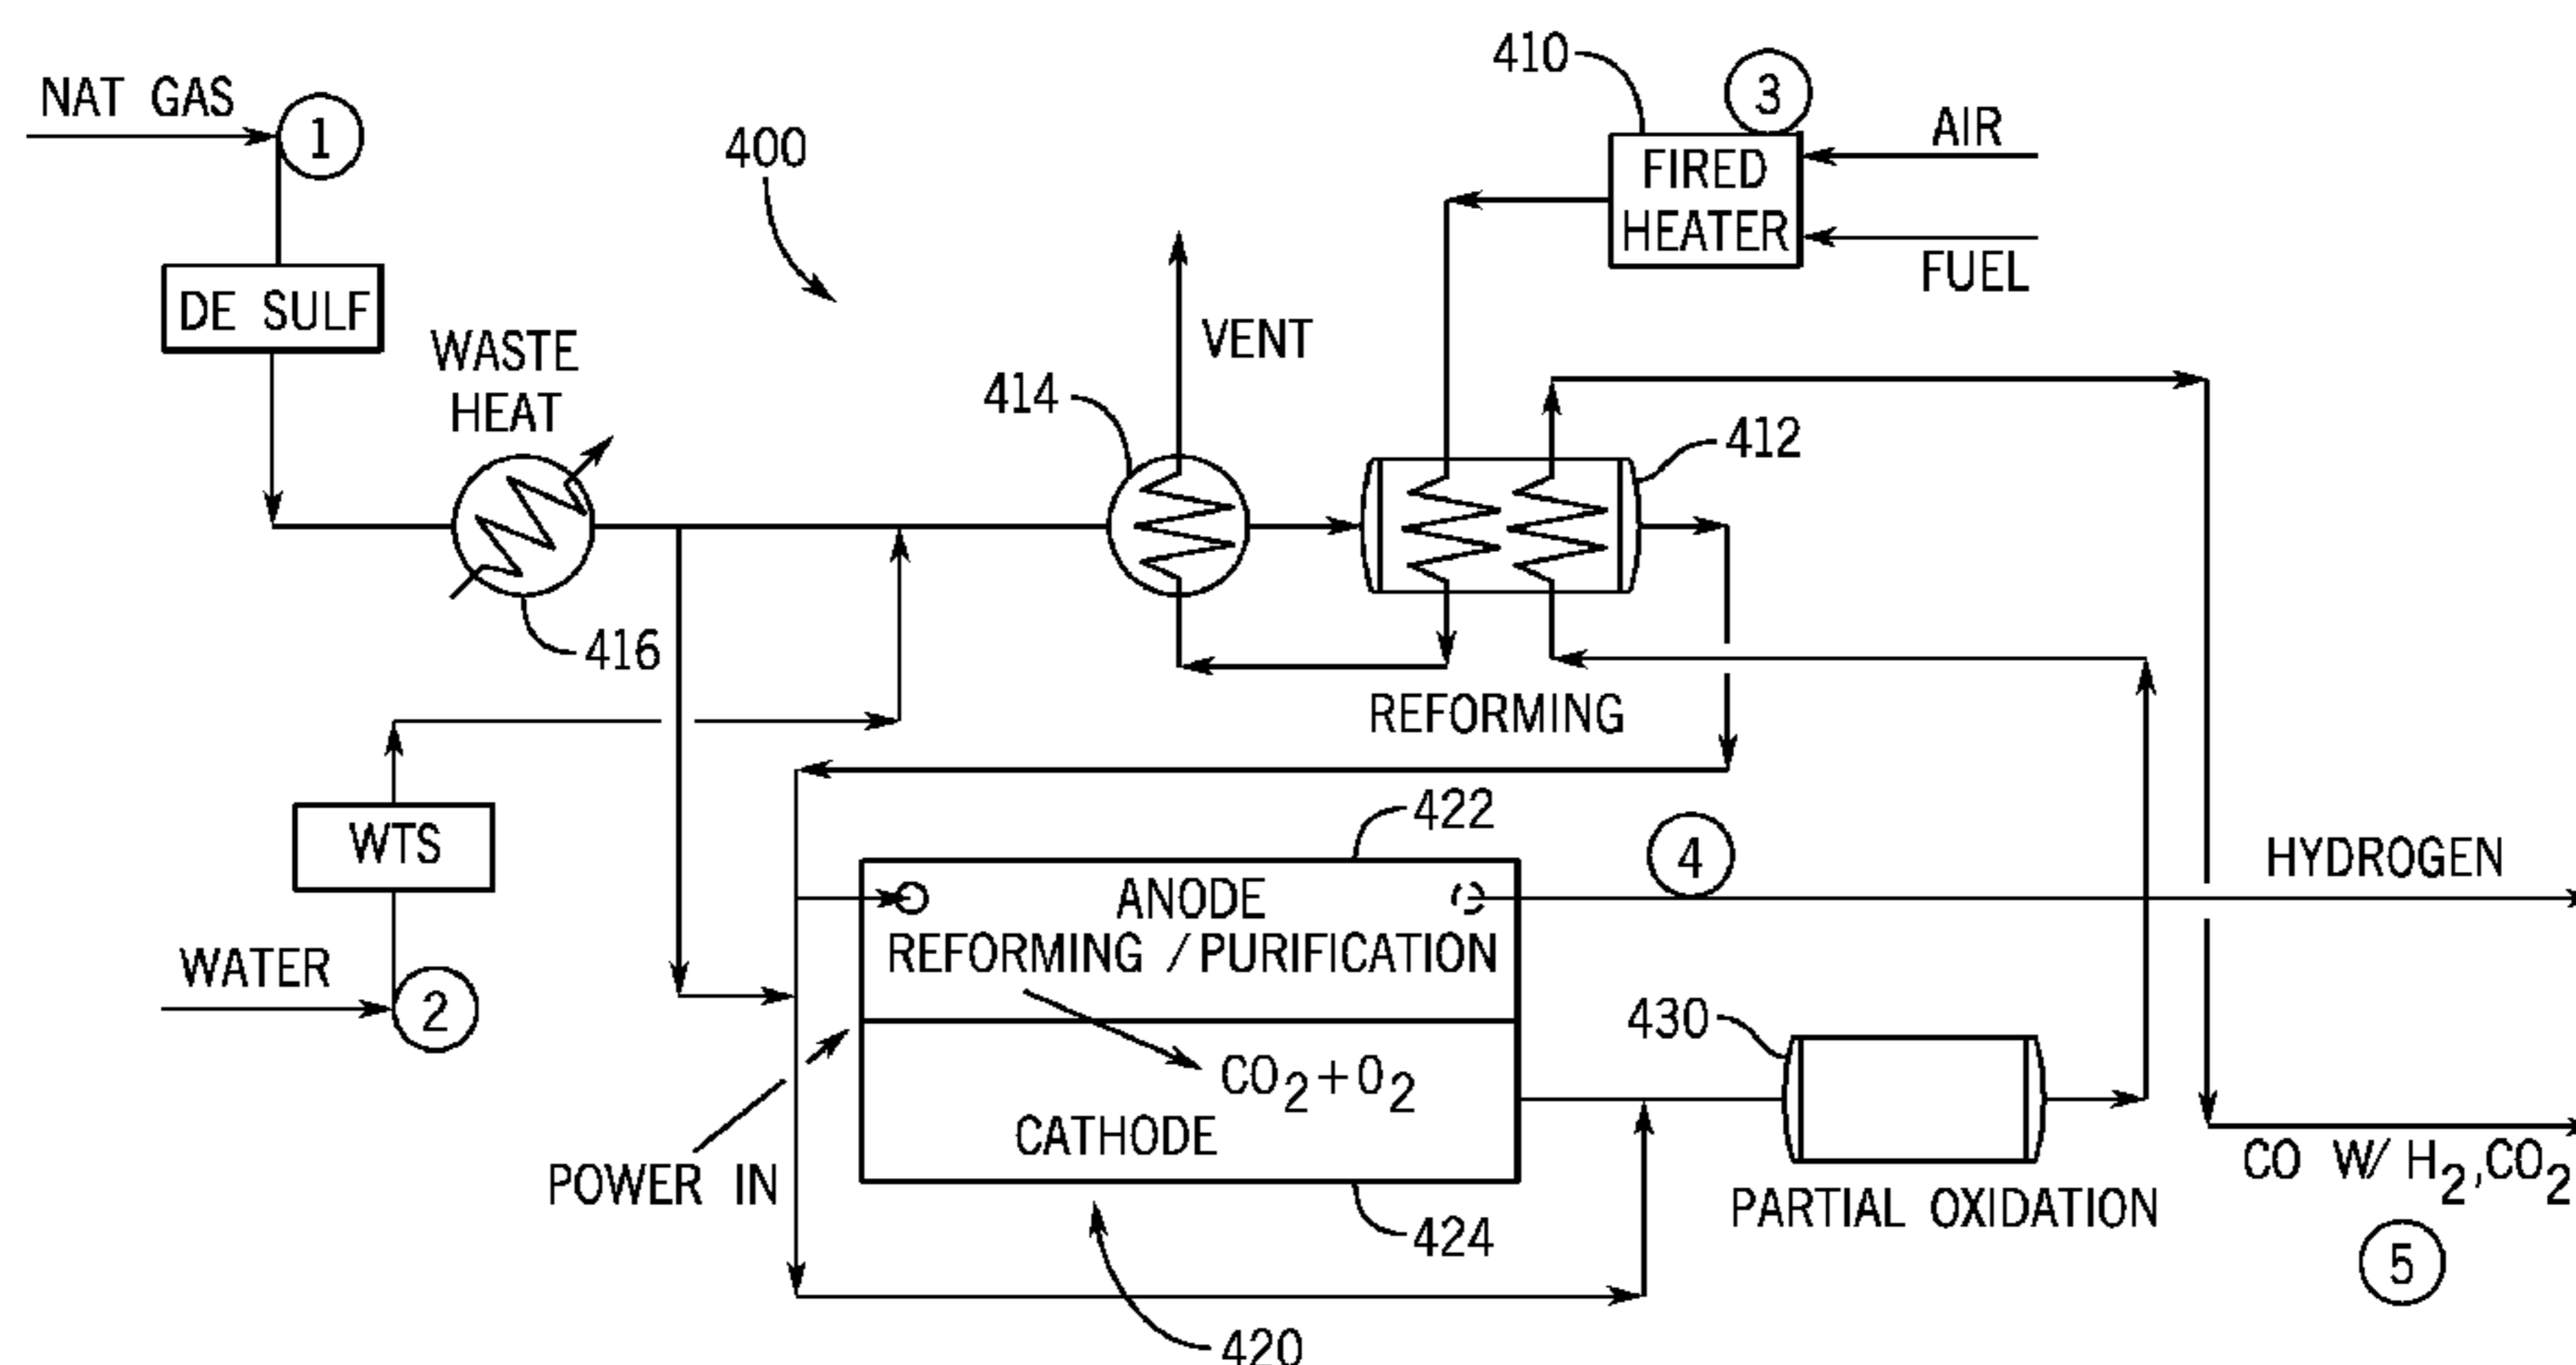 NAT GAS
1
DE SULF
WASTE
HEAT
416
400
414
VENT
410
3
FIRED
HEATER
AIR
FUEL
412
REFORMING
WTS
WATER
2
422
ANODE
REFORMING / PURIFICATION
CO2+O2
CATHODE
POWER IN
424
420
4
HYDROGEN
430
PARTIAL OXIDATION
CO W/ H2,CO2
5